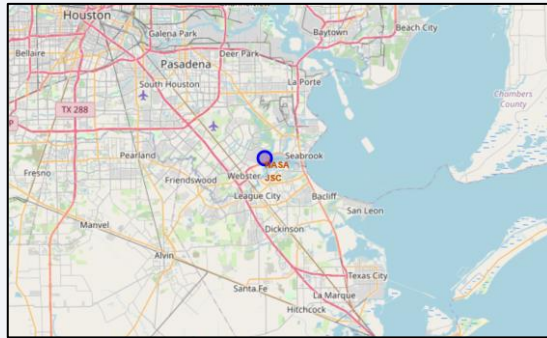 Houston
Galena Park
Beach City
Baytown
Bellaire
Deer Park
Pasadena
La Porte
South Houston
Chambers
County
TX 288
Pearland
Seabrook
NASA
Fresno
Webster
JSC
Friendswood
League City
Bacliff
San Leon
Manvel
Dickinson
Alvin
Texas City
Santa Fe
La Marque
Hitchcock